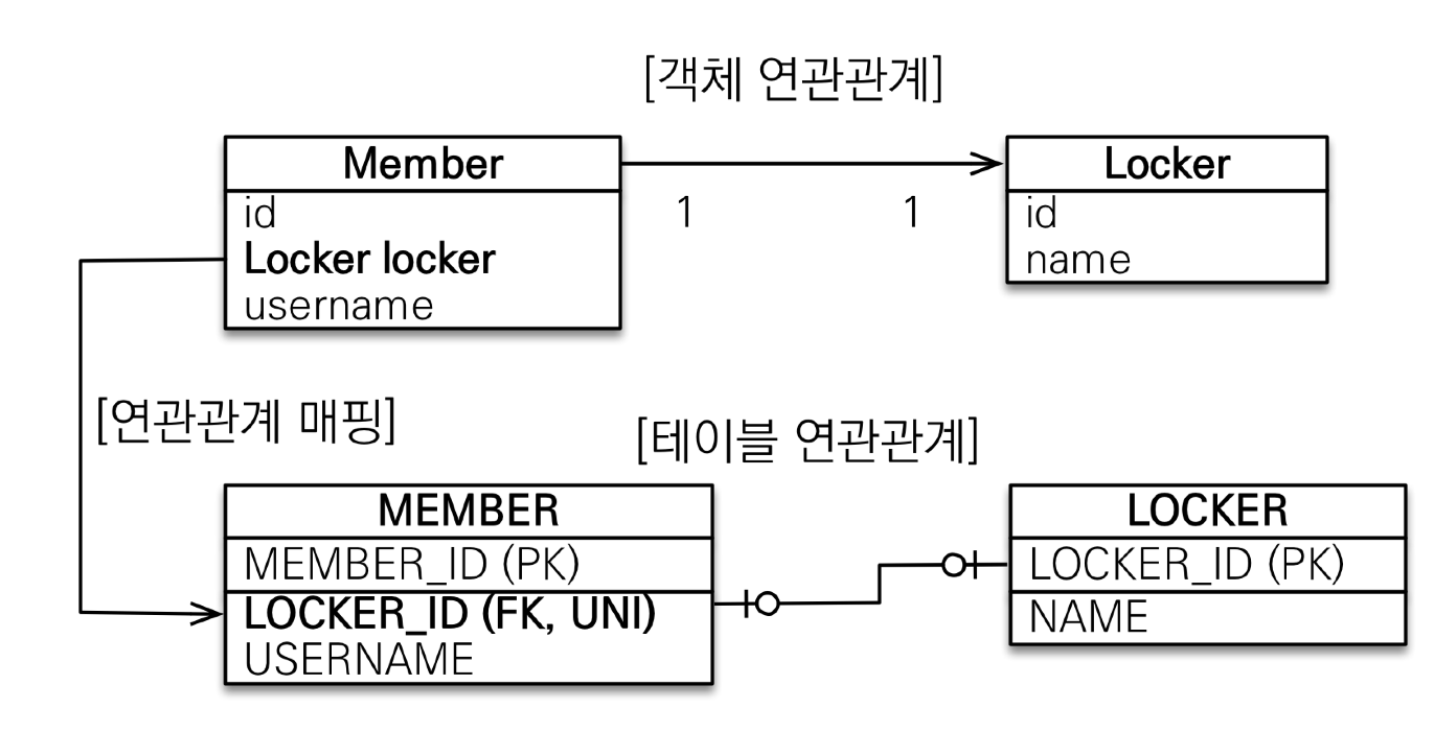 [객체 연관관계]
Member
id
Locker locker
username
1
1
Locker
id
name
[연관관계 매핑]
[테이블 연관관계]
MEMBER
MEMBER_ID (PK)
LOCKER_ID (FK, UNI)
USERNAME
LOCKER
LOCKER_ID (PK)
NAME